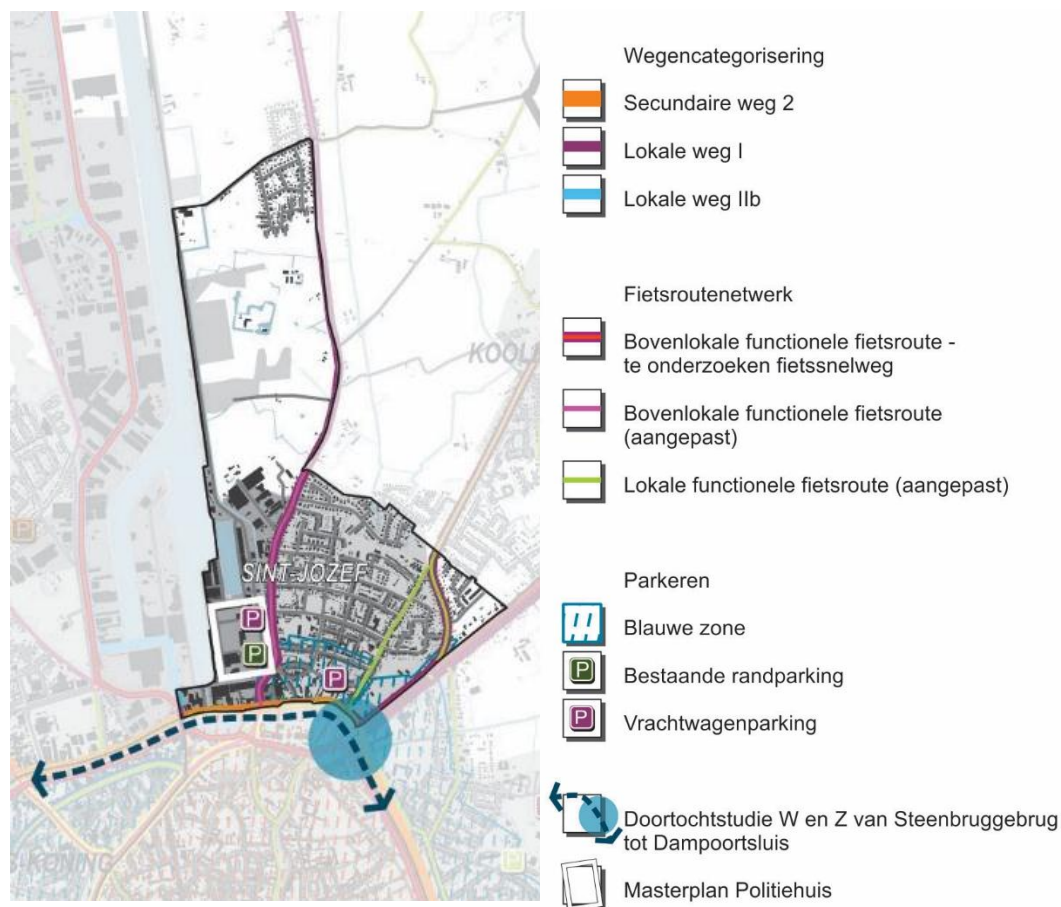 Wegencategorisering
Secundaire weg 2
Lokale weg I
Lokale weg IIb
Fietsroutenetwerk
Bovenlokale functionele fietsroute -
te onderzoeken fietssnelweg
Bovenlokale functionele fietsroute
(aangepast)
Lokale functionele fietsroute (aangepast)
Parkeren
Blauwe zone
P
Bestaande randparking
P
Vrachtwagenparking
Doortochtstudie W en Z van Steenbruggebrug
tot Dampoortsluis
Masterplan Politiehuis
KOOL
P
SINT-JOZEF
P
P
P
-KONING
P